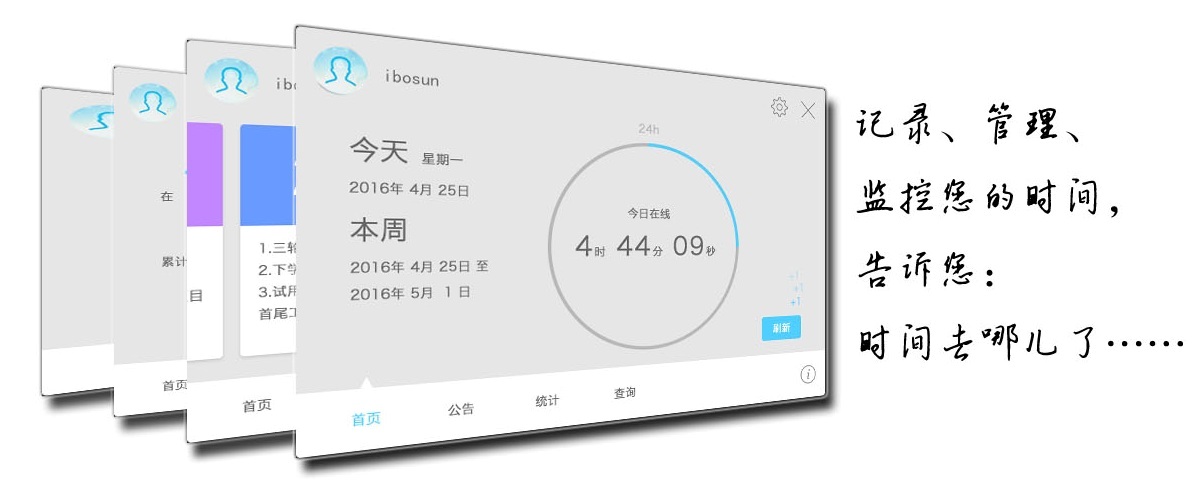 ibosun
今天 星期一
2016年 4月 25日
本周
2016年 4月 25日 至
2016年 5月 1 日
24h
今日在线
4时 44分 09秒
+1
+1
+1
刷新
首页 公告 统计 查询
ibo
1.三轮
2.下学
3.试用
首尾工
首页
在
累计
目
首页
记录、管理、
监控您的时间，
告诉您：
时间去哪儿了……